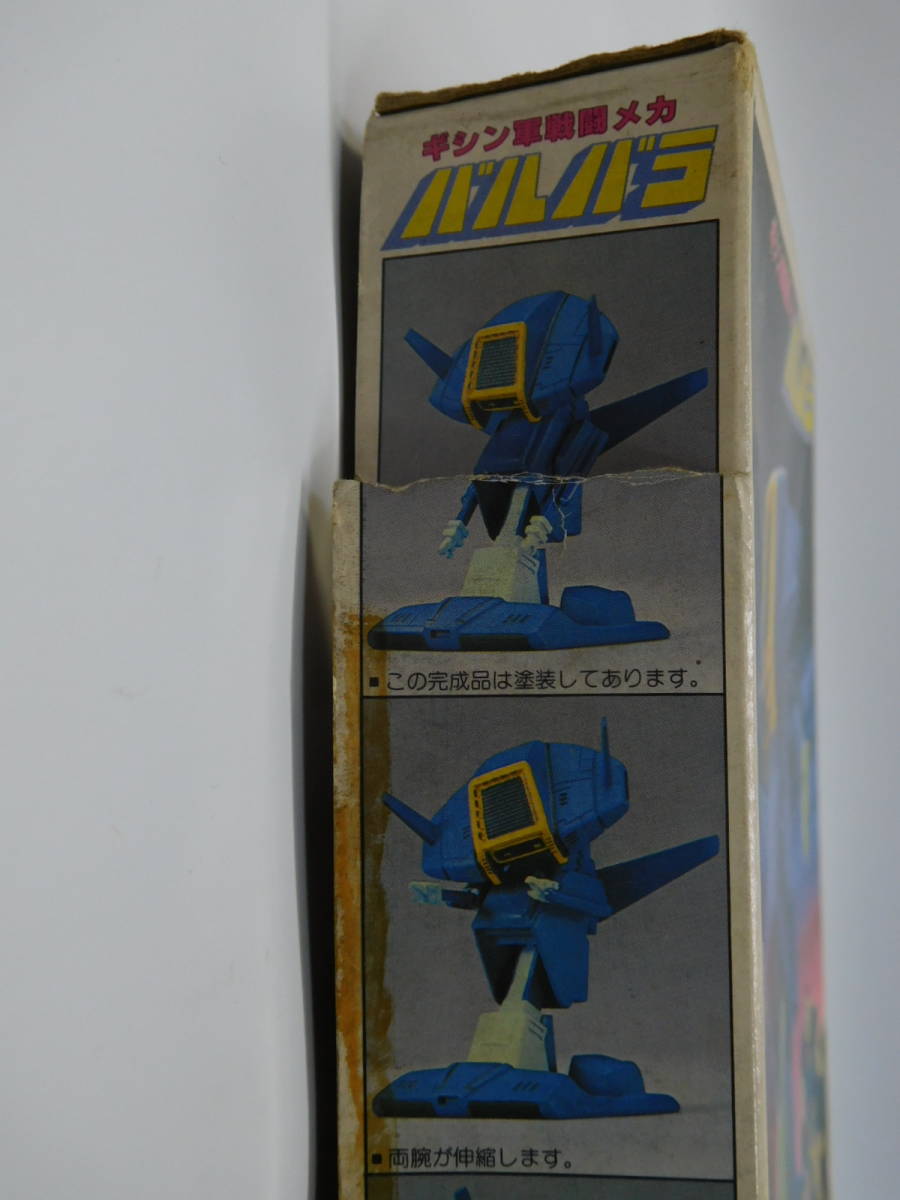 ギシン軍戦闘メカ
バルバラ
■この完成品は塗装してあります。
■両腕が伸縮します。